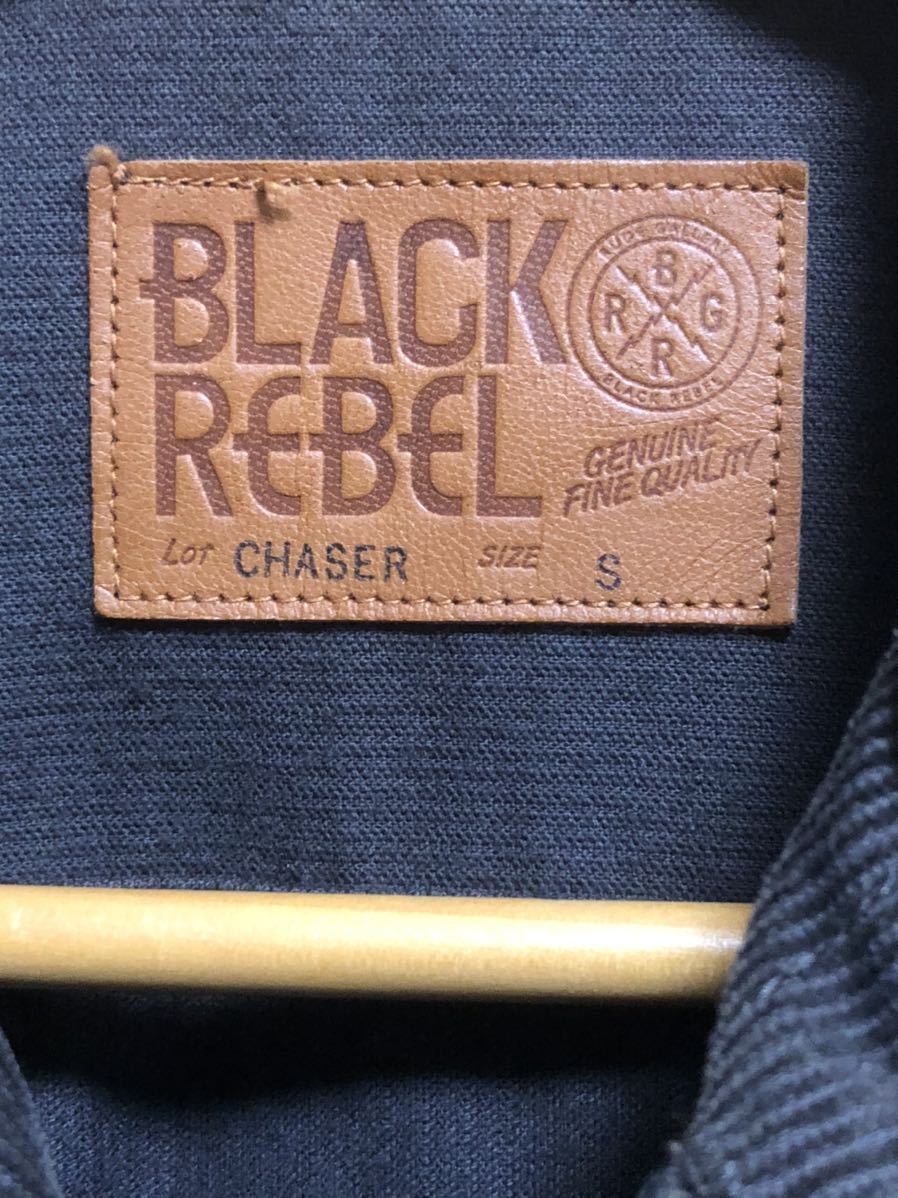 BLACK
REBEL
RUDE GALLERY
B
R G
R
BLACK REBEL
GENUINE
FINE QUALITY
Lot CHASER SIZE S